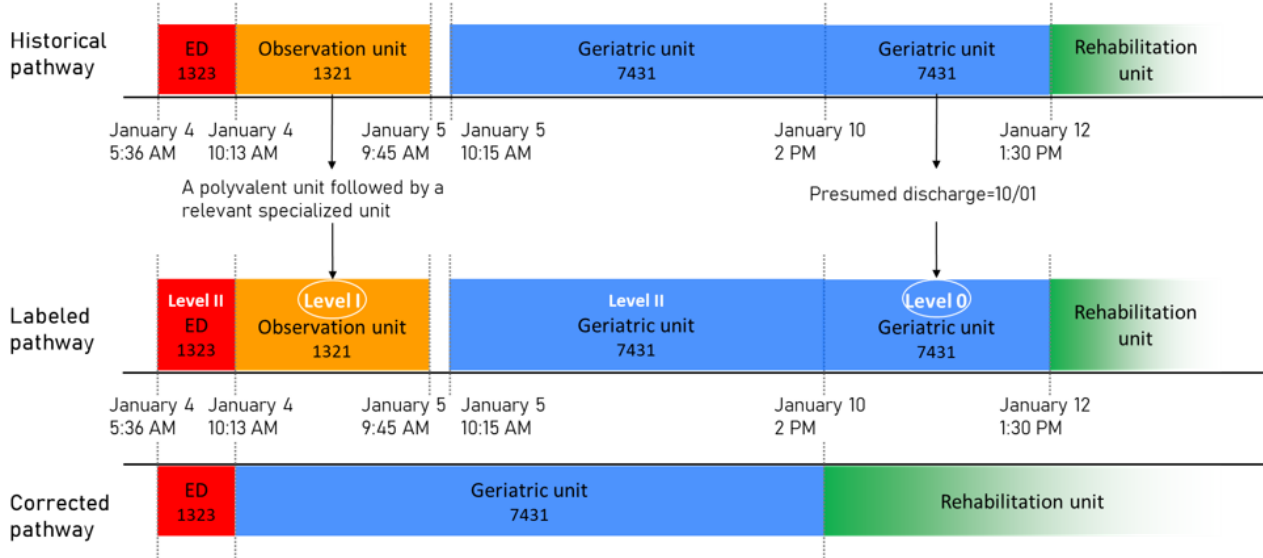 Historical
pathway
ED
1323
Observation unit
1321
Geriatric unit
7431
Geriatric unit
7431
Rehabilitation
unit
January 4
5:36 AM
January 4
10:13 AM
January 5
9:45 AM
January 5
10:15 AM
January 10
2 PM
January 12
1:30 PM
A polyvalent unit followed by a
relevant specialized unit
Presumed discharge=10/01
Labeled
pathway
Level II
ED
1323
Level I
Observation unit
1321
Level II
Geriatric unit
7431
Level 0
Geriatric unit
7431
Rehabilitation
unit
January 4
5:36 AM
January 4
10:13 AM
January 5
9:45 AM
January 5
10:15 AM
January 10
2 PM
January 12
1:30 PM
Corrected
pathway
ED
1323
Geriatric unit
7431
Rehabilitation unit